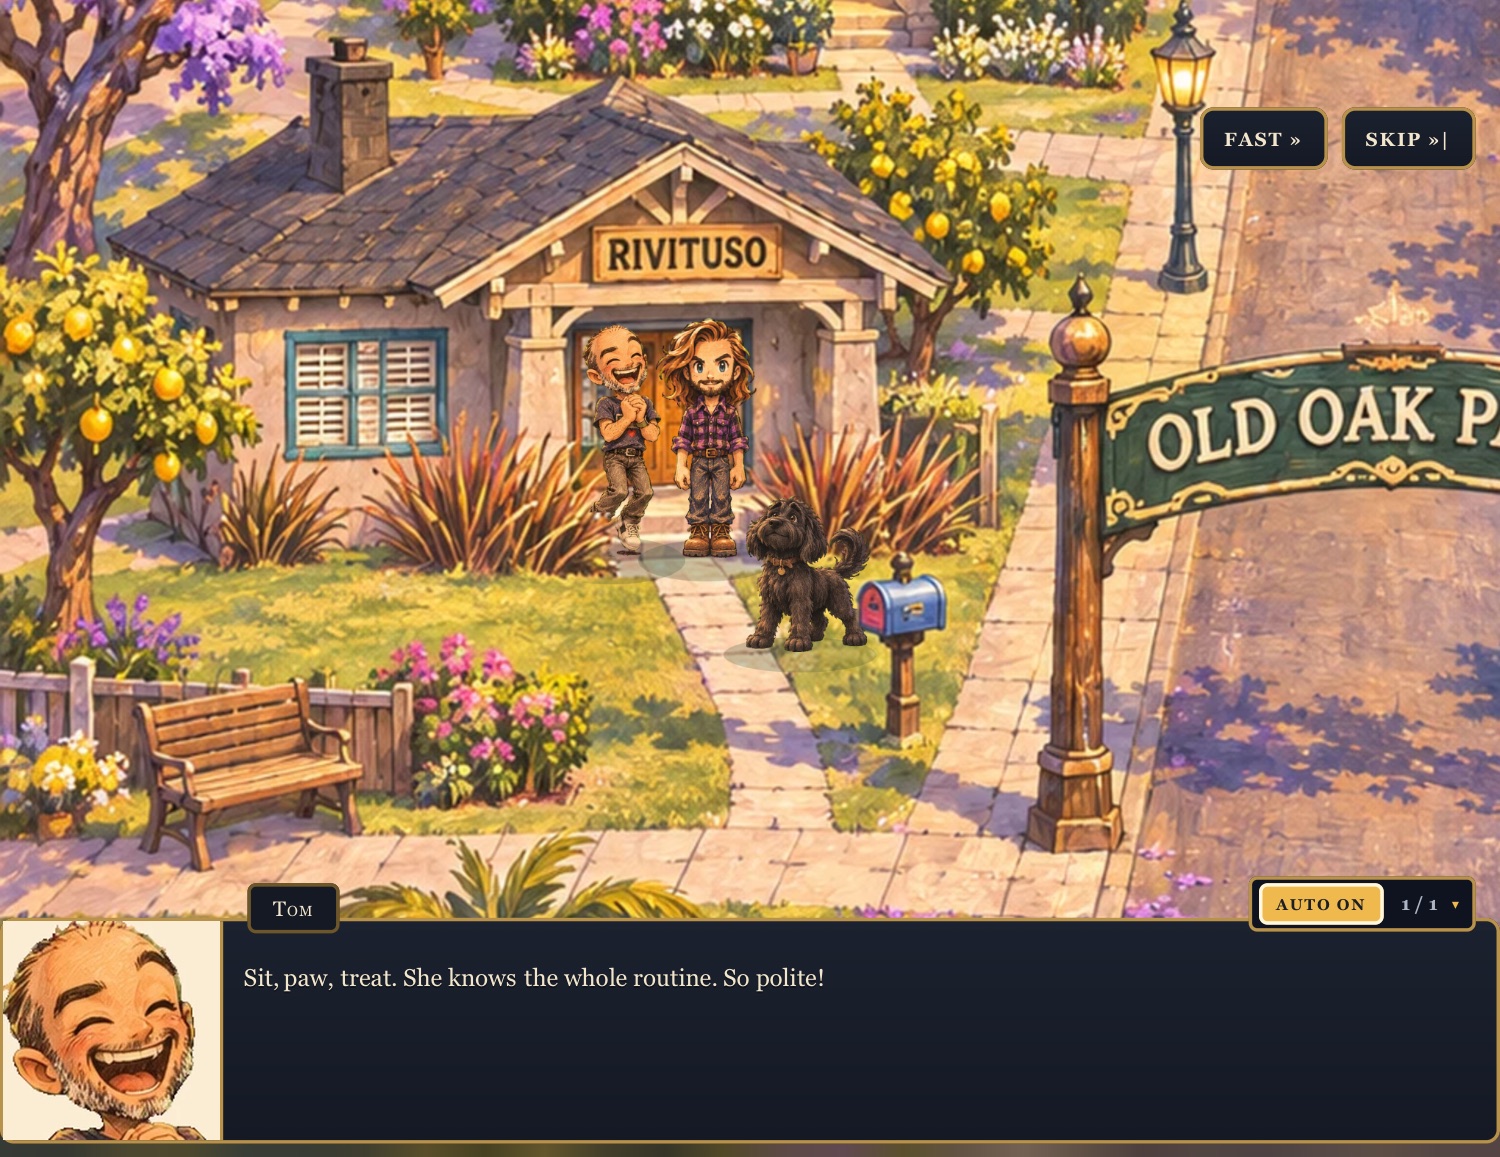 FAST »
SKIP »|
RIVITUSO
OLD OAK
Tom
AUTO ON
1 / 1 ▼
Sit, paw, treat. She knows the whole routine. So polite!